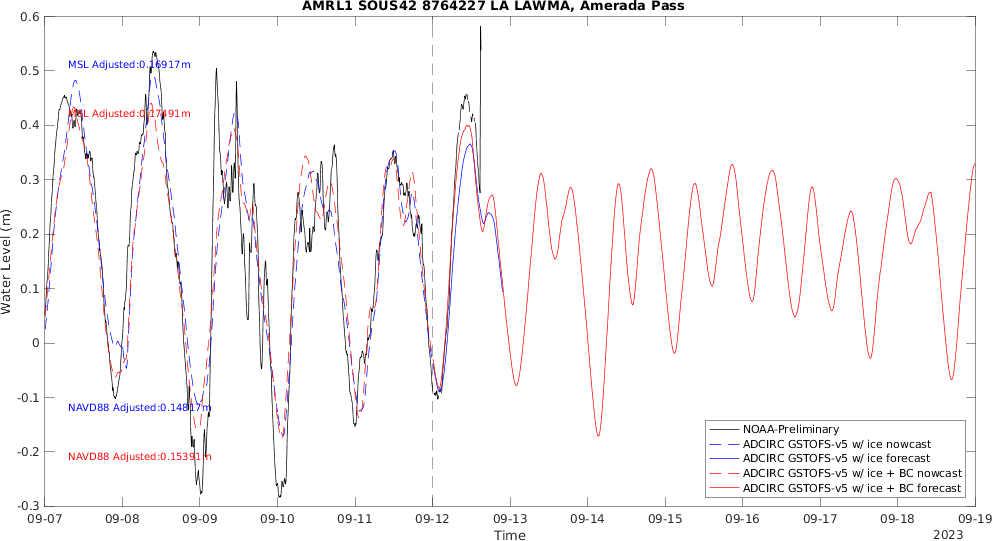 AMRL1 SOUS42 8764227 LA LAWMA, Amerada Pass
0.6
0.5
0.4
0.3
0.2
0.1
0
-0.1
-0.2
-0.3
Water Level (m)
MSL Adjusted:0.16917m
MSL Adjusted:0.17491m
NAVD88 Adjusted:0.14817m
NAVD88 Adjusted:0.15391m
NOAA-Preliminary
ADCIRC GSTOFS-v5 w/ ice nowcast
ADCIRC GSTOFS-v5 w/ ice forecast
ADCIRC GSTOFS-v5 w/ ice + BC nowcast
ADCIRC GSTOFS-v5 w/ ice + BC forecast
09-07 09-08 09-09 09-10 09-11 09-12 09-13 09-14 09-15 09-16 09-17 09-18 09-19
Time
2023